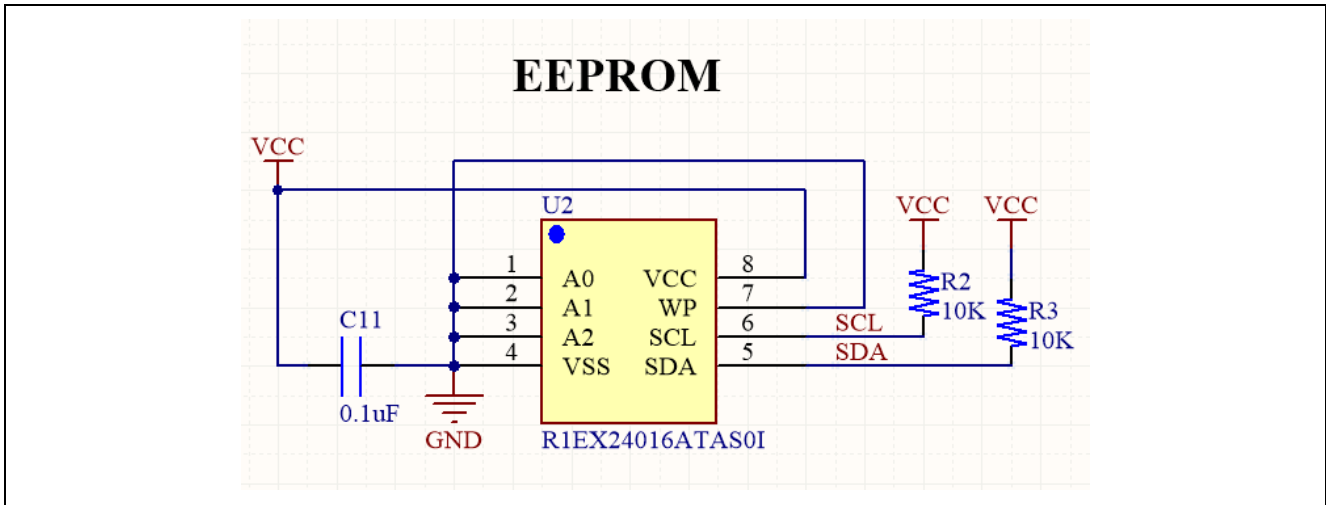 EEPROM
VCC
U2
VCC VCC
1 A0 VCC 8
2 A1 WP 7
3 A2 SCL 6 SCL
4 VSS SDA 5 SDA
R2
10K
R3
10K
C11
0.1uF
GND
R1EX24016ATAS0I